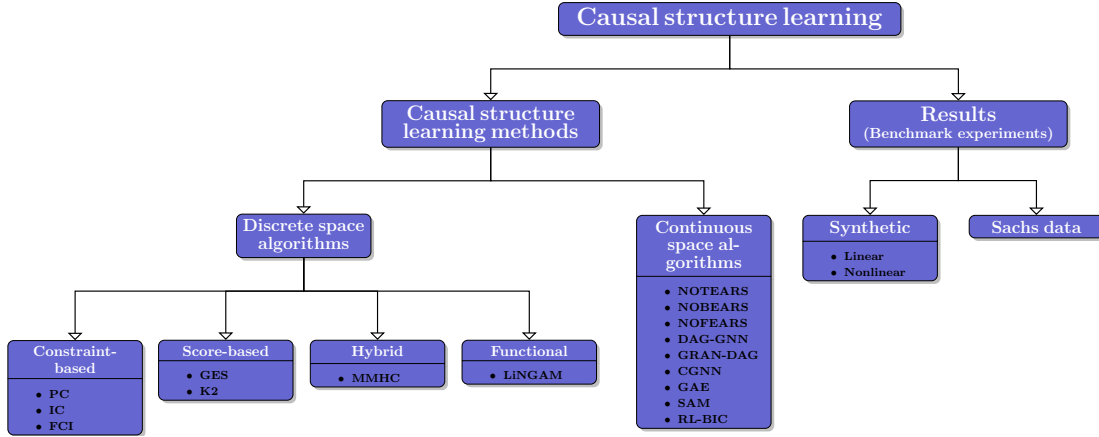 Causal structure learning
Causal structure
learning methods
Results
(Benchmark experiments)
Discrete space
algorithms
Continuous
space al-
gorithms
• NOTEARS
• NOBEARS
• NOFEARS
• DAG-GNN
• GRAN-DAG
• CGNN
• GAE
• SAM
• RL-BIC
Synthetic
• Linear
• Nonlinear
Sachs data
Constraint-
based
• PC
• IC
• FCI
Score-based
• GES
• K2
Hybrid
• MMHC
Functional
• LiNGAM